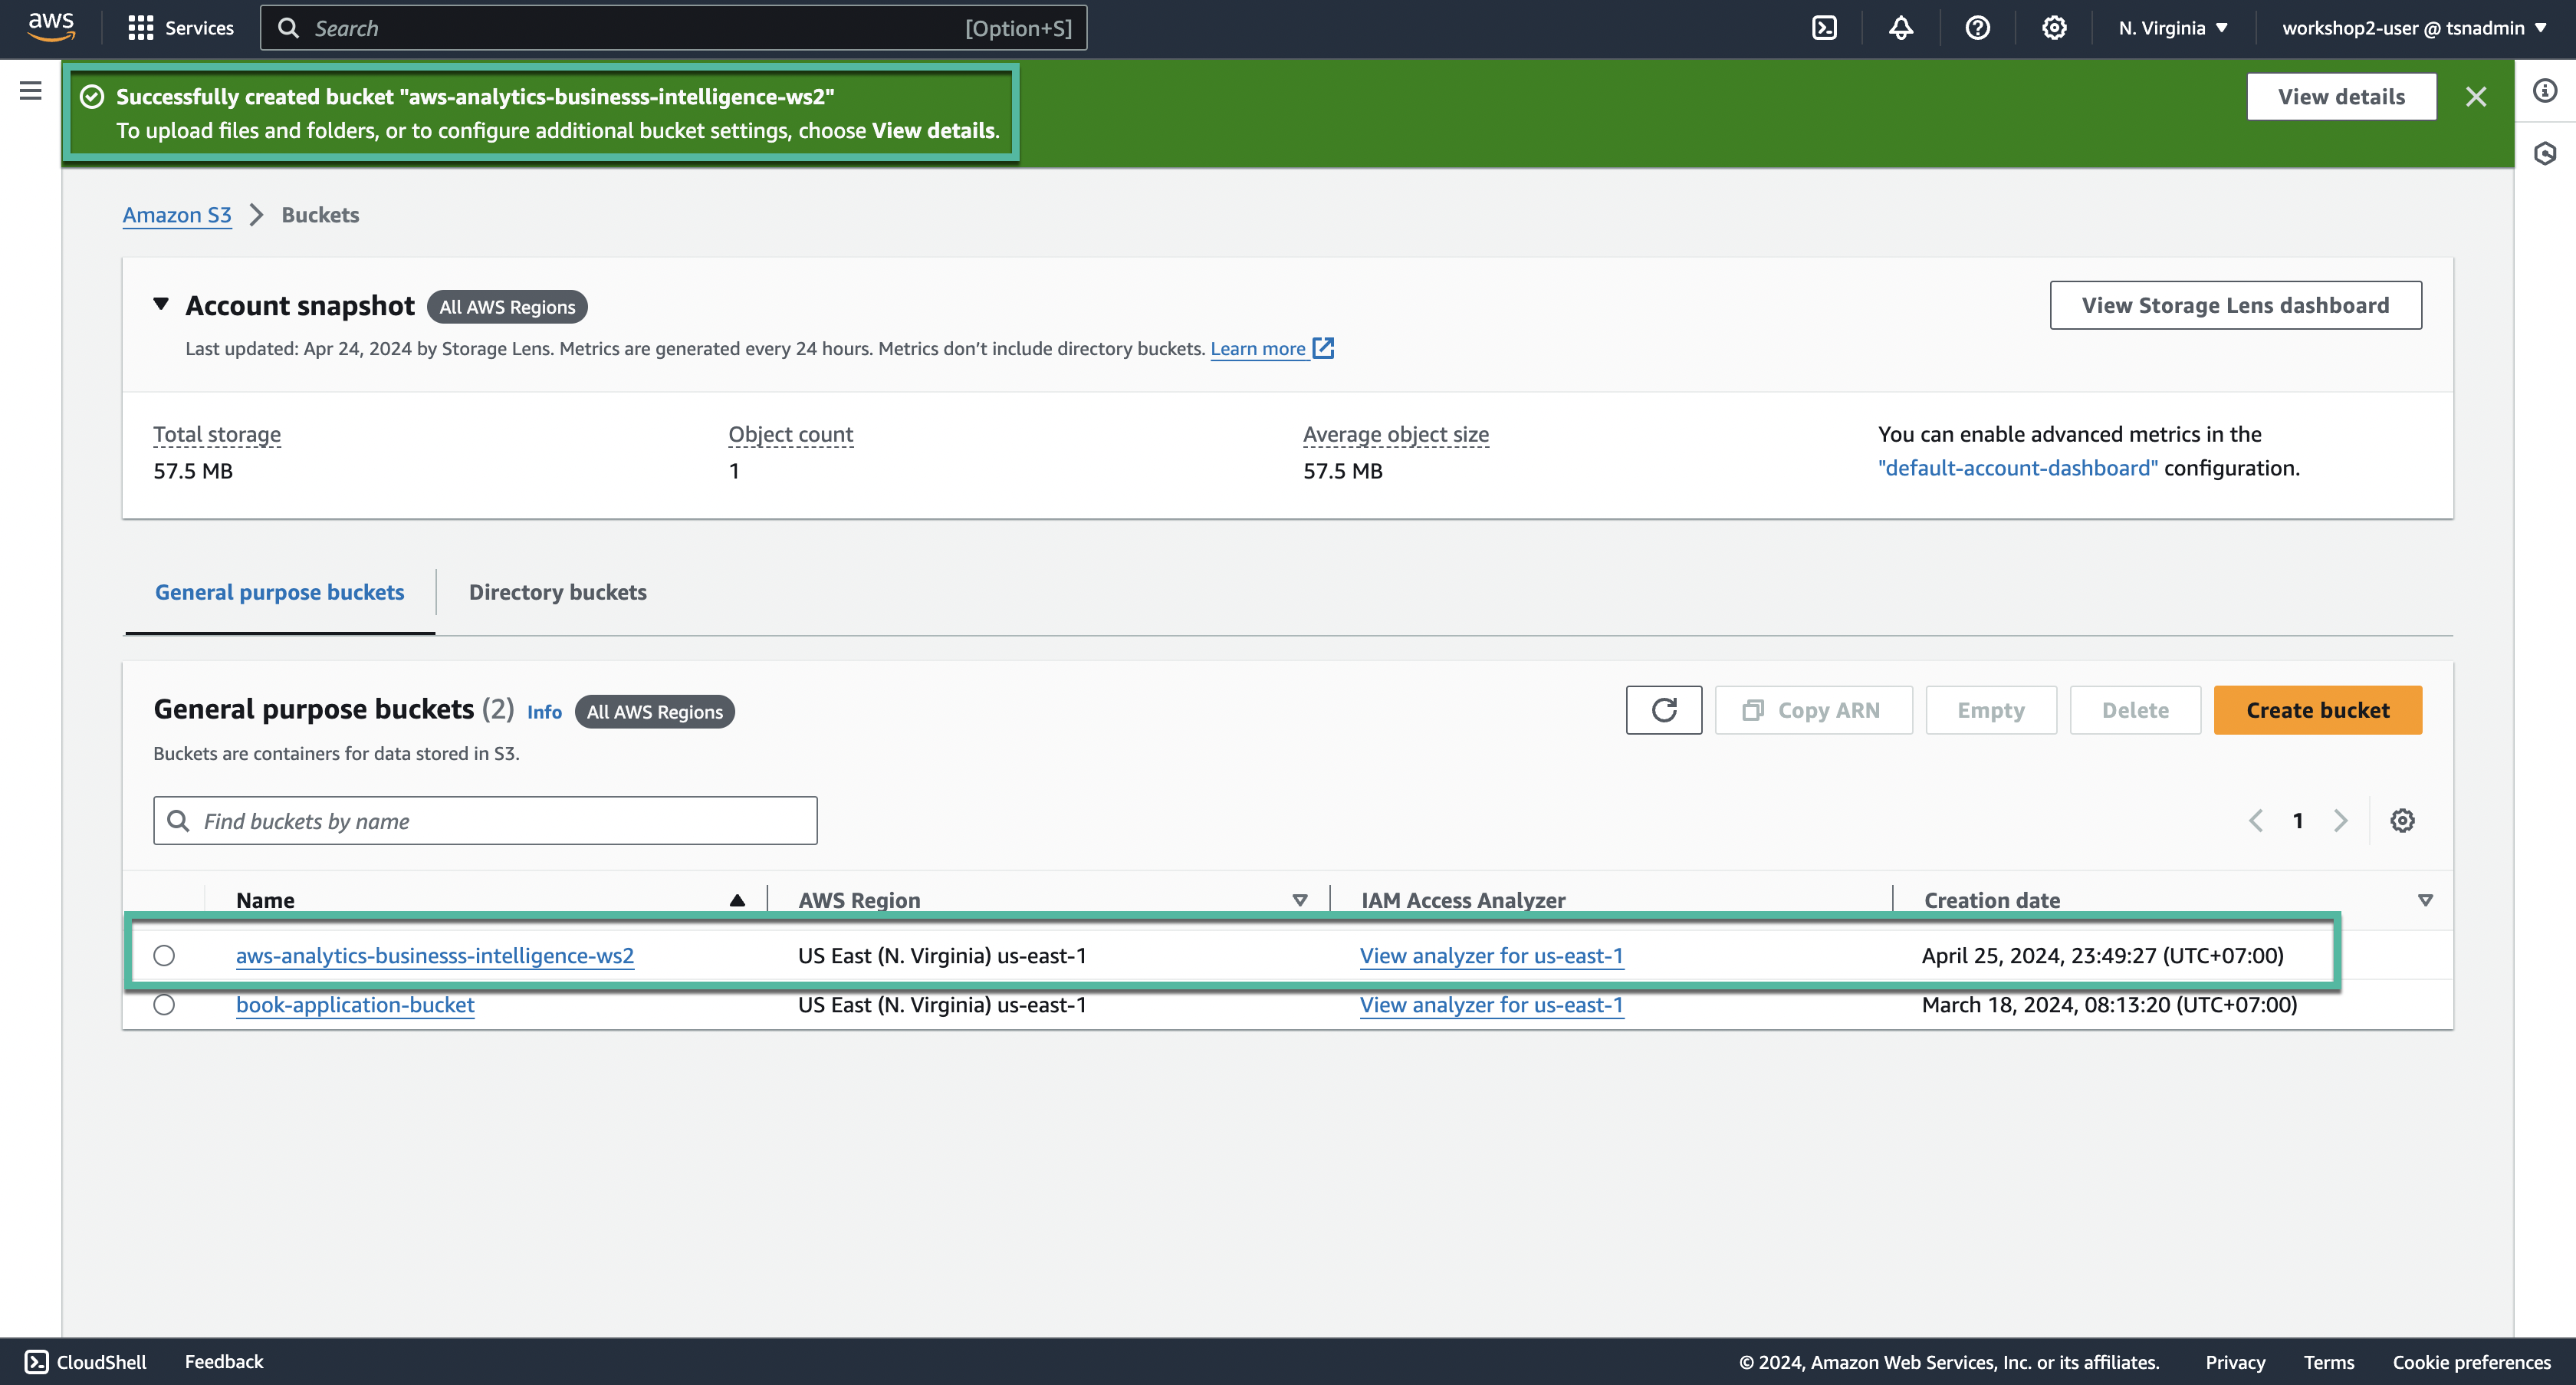 aws
Services
Search
[Option+S]
N. Virginia
workshop2-user @ tsnadmin
Successfully created bucket "aws-analytics-businesss-intelligence-ws2"
To upload files and folders, or to configure additional bucket settings, choose View details.
View details
Amazon S3
Buckets
Account snapshot
All AWS Regions
View Storage Lens dashboard
Last updated: Apr 24, 2024 by Storage Lens. Metrics are generated every 24 hours. Metrics don’t include directory buckets. Learn more
Total storage
57.5 MB
Object count
1
Average object size
57.5 MB
You can enable advanced metrics in the
"default-account-dashboard" configuration.
General purpose buckets
Directory buckets
General purpose buckets (2)
Info
All AWS Regions
Copy ARN
Empty
Delete
Create bucket
Buckets are containers for data stored in S3.
Find buckets by name
1
Name
AWS Region
IAM Access Analyzer
Creation date
aws-analytics-businesss-intelligence-ws2
US East (N. Virginia) us-east-1
View analyzer for us-east-1
April 25, 2024, 23:49:27 (UTC+07:00)
book-application-bucket
US East (N. Virginia) us-east-1
View analyzer for us-east-1
March 18, 2024, 08:13:20 (UTC+07:00)
CloudShell
Feedback
© 2024, Amazon Web Services, Inc. or its affiliates.
Privacy
Terms
Cookie preferences